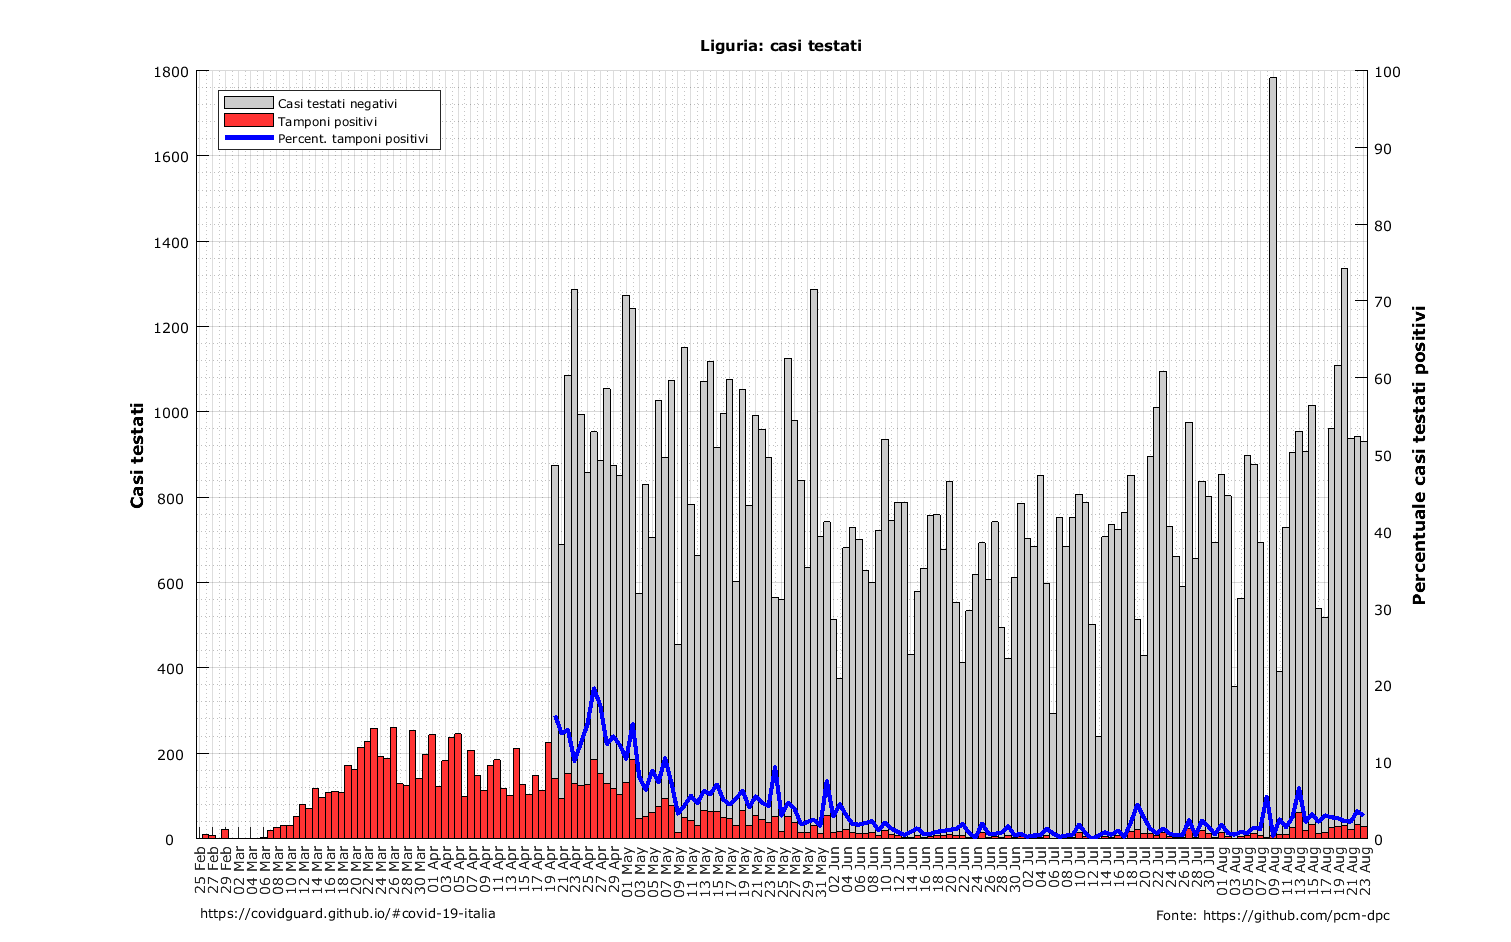 Liguria: casi testati
Casi testati negativi
Tamponi positivi
Percent. tamponi positivi
Casi testati
1800
1600
1400
1200
1000
800
600
400
200
0
100
90
80
70
60
50
40
30
20
10
0
Percentuale casi testati positivi
25 Feb
27 Feb
29 Feb
02 Mar
04 Mar
06 Mar
08 Mar
10 Mar
12 Mar
14 Mar
16 Mar
18 Mar
20 Mar
22 Mar
24 Mar
26 Mar
28 Mar
30 Mar
01 Apr
03 Apr
05 Apr
07 Apr
09 Apr
11 Apr
13 Apr
15 Apr
17 Apr
19 Apr
21 Apr
23 Apr
25 Apr
27 Apr
29 Apr
01 May
03 May
05 May
07 May
09 May
11 May
13 May
15 May
17 May
19 May
21 May
23 May
25 May
27 May
29 May
31 May
02 Jun
04 Jun
06 Jun
08 Jun
10 Jun
12 Jun
14 Jun
16 Jun
18 Jun
20 Jun
22 Jun
24 Jun
26 Jun
28 Jun
30 Jun
02 Jul
04 Jul
06 Jul
08 Jul
10 Jul
12 Jul
14 Jul
16 Jul
18 Jul
20 Jul
22 Jul
24 Jul
26 Jul
28 Jul
30 Jul
01 Aug
03 Aug
05 Aug
07 Aug
09 Aug
11 Aug
13 Aug
15 Aug
17 Aug
19 Aug
21 Aug
23 Aug
https://covidguard.github.io/#covid-19-italia
Fonte: https://github.com/pcm-dpc